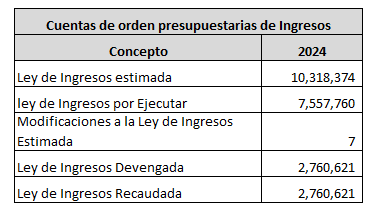 Cuentas de orden presupuestarias de Ingresos
Concepto 2024
Ley de Ingresos estimada 10,318,374
ley de Ingresos por Ejecutar 7,557,760
Modificaciones a la Ley de Ingresos
Estimada 7
Ley de Ingresos Devengada 2,760,621
Ley de Ingresos Recaudada 2,760,621